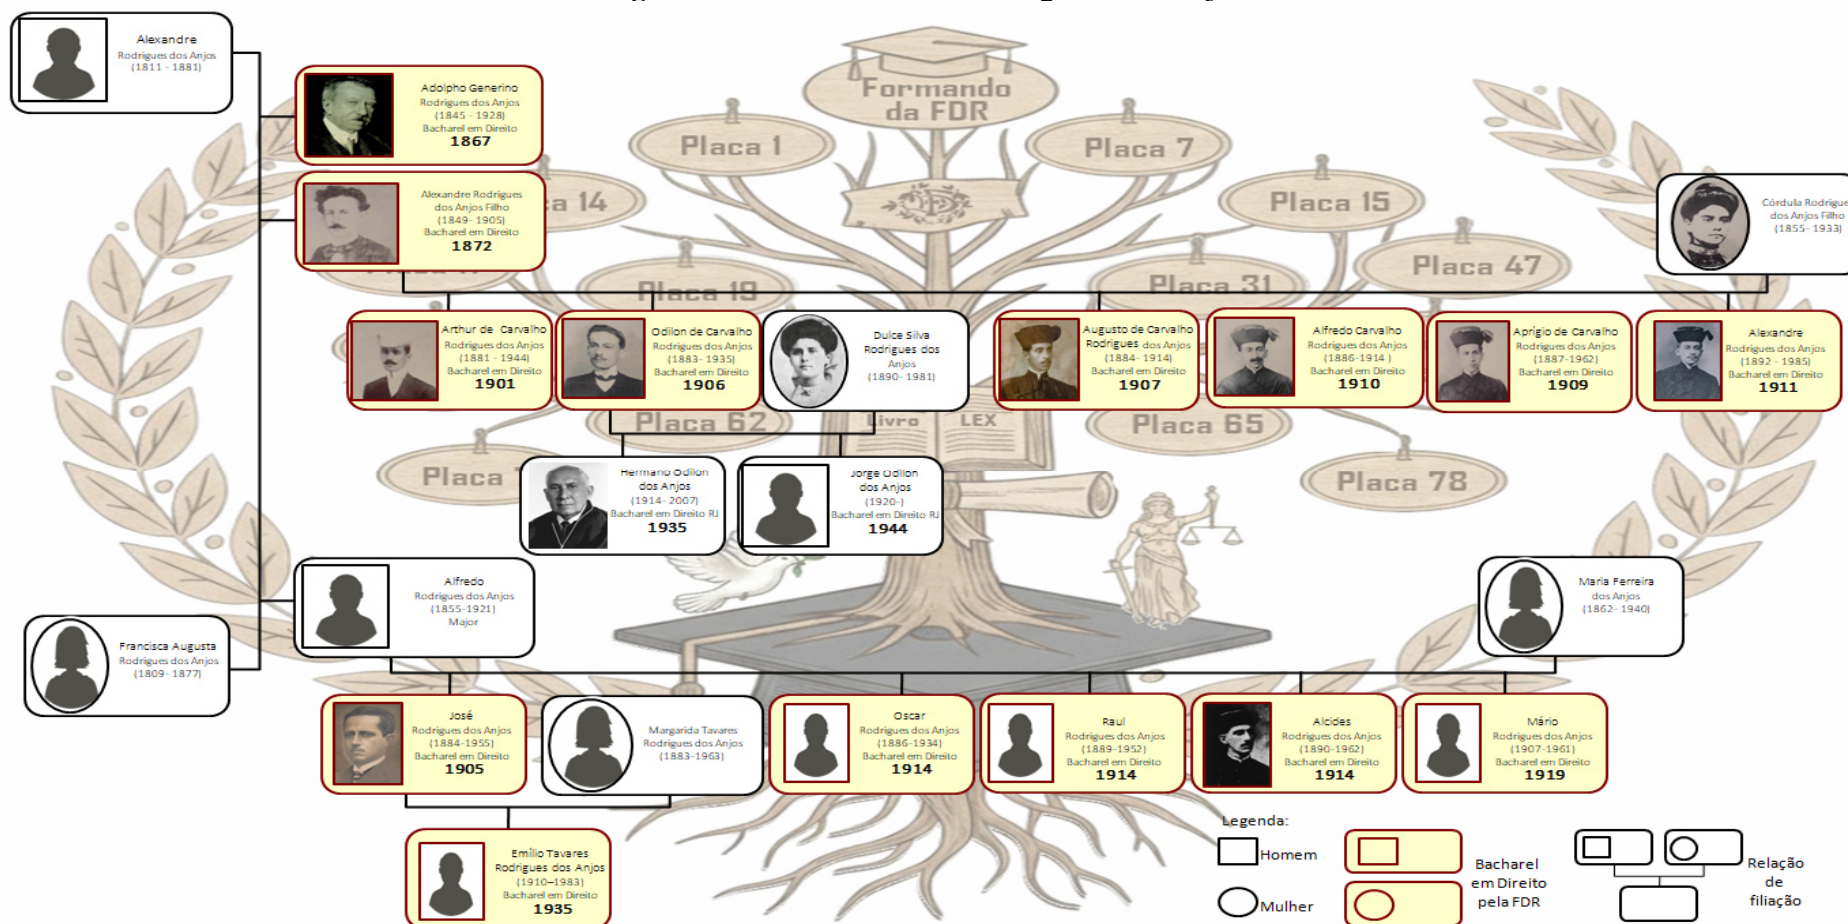 Alexandre
Rodrigues dos Anjos
(1811 - 1881)
Adolpho Generino
Rodrigues dos Anjos
(1845 - 1928)
Bacharel em Direito
1867
Alexandre Rodrigues
dos Anjos Filho
(1849- 1905)
Bacharel em Direito
1872
Formando
da FDR
Placa 1
Placa 7
a 14
Placa 15
Placa 19
Placa 31
Placa 47
Córdula Rodrigue
dos Anjos Filho
(1855- 1933)
Arthur de Carvalho
Rodrigues dos Anjos
(1881 - 1944)
Bacharel em Direito
1901
Odilon de Carvalho
Rodrigues dos Anjos
(1883- 1935)
Bacharel em Direito
1906
Dulce Silva
Rodrigues dos
Anjos
(1890- 1981)
Augusto de Carvalho
Rodrigues dos Anjos
(1884- 1914)
Bacharel em Direito
1907
Alfredo Carvalho
Rodrigues dos Anjos
(1886-1914 )
Bacharel em Direito
1910
Aprígio de Carvalho
Rodrigues dos Anjos
(1887-1962)
Bacharel em Direito
1909
Alexandre
Rodrigues dos Anjos
(1892 - 1985)
Bacharel em Direito
1911
Placa 62
Livro LEX
Placa 65
Placa
Placa 78
Hermano Odilon
dos Anjos
(1914- 2007)
Bacharel em Direito RJ
1935
Jorge Odilon
dos Anjos
(1920-)
Bacharel em Direito RJ
1944
Alfredo
Rodrigues dos Anjos
(1855-1921)
Major
Maria Ferreira
dos Anjos
(1862- 1940)
Francisca Augusta
Rodrigues dos Anjos
(1809- 1877)
José
Rodrigues dos Anjos
(1884-1955)
Bacharel em Direito
1905
Margarida Tavares
Rodrigues dos Anjos
(1883-1963)
Oscar
Rodrigues dos Anjos
(1886-1934)
Bacharel em Direito
1914
Raul
Rodrigues dos Anjos
(1889-1952)
Bacharel em Direito
1914
Alcides
Rodrigues dos Anjos
(1890-1962)
Bacharel em Direito
1914
Mário
Rodrigues dos Anjos
(1907-1961)
Bacharel em Direito
1919
Emílio Tavares
Rodrigues dos Anjos
(1910–1983)
Bacharel em Direito
1935
Legenda:
Homem
Mulher
Bacharel
em Direito
pela FDR
Relação
de
filiação